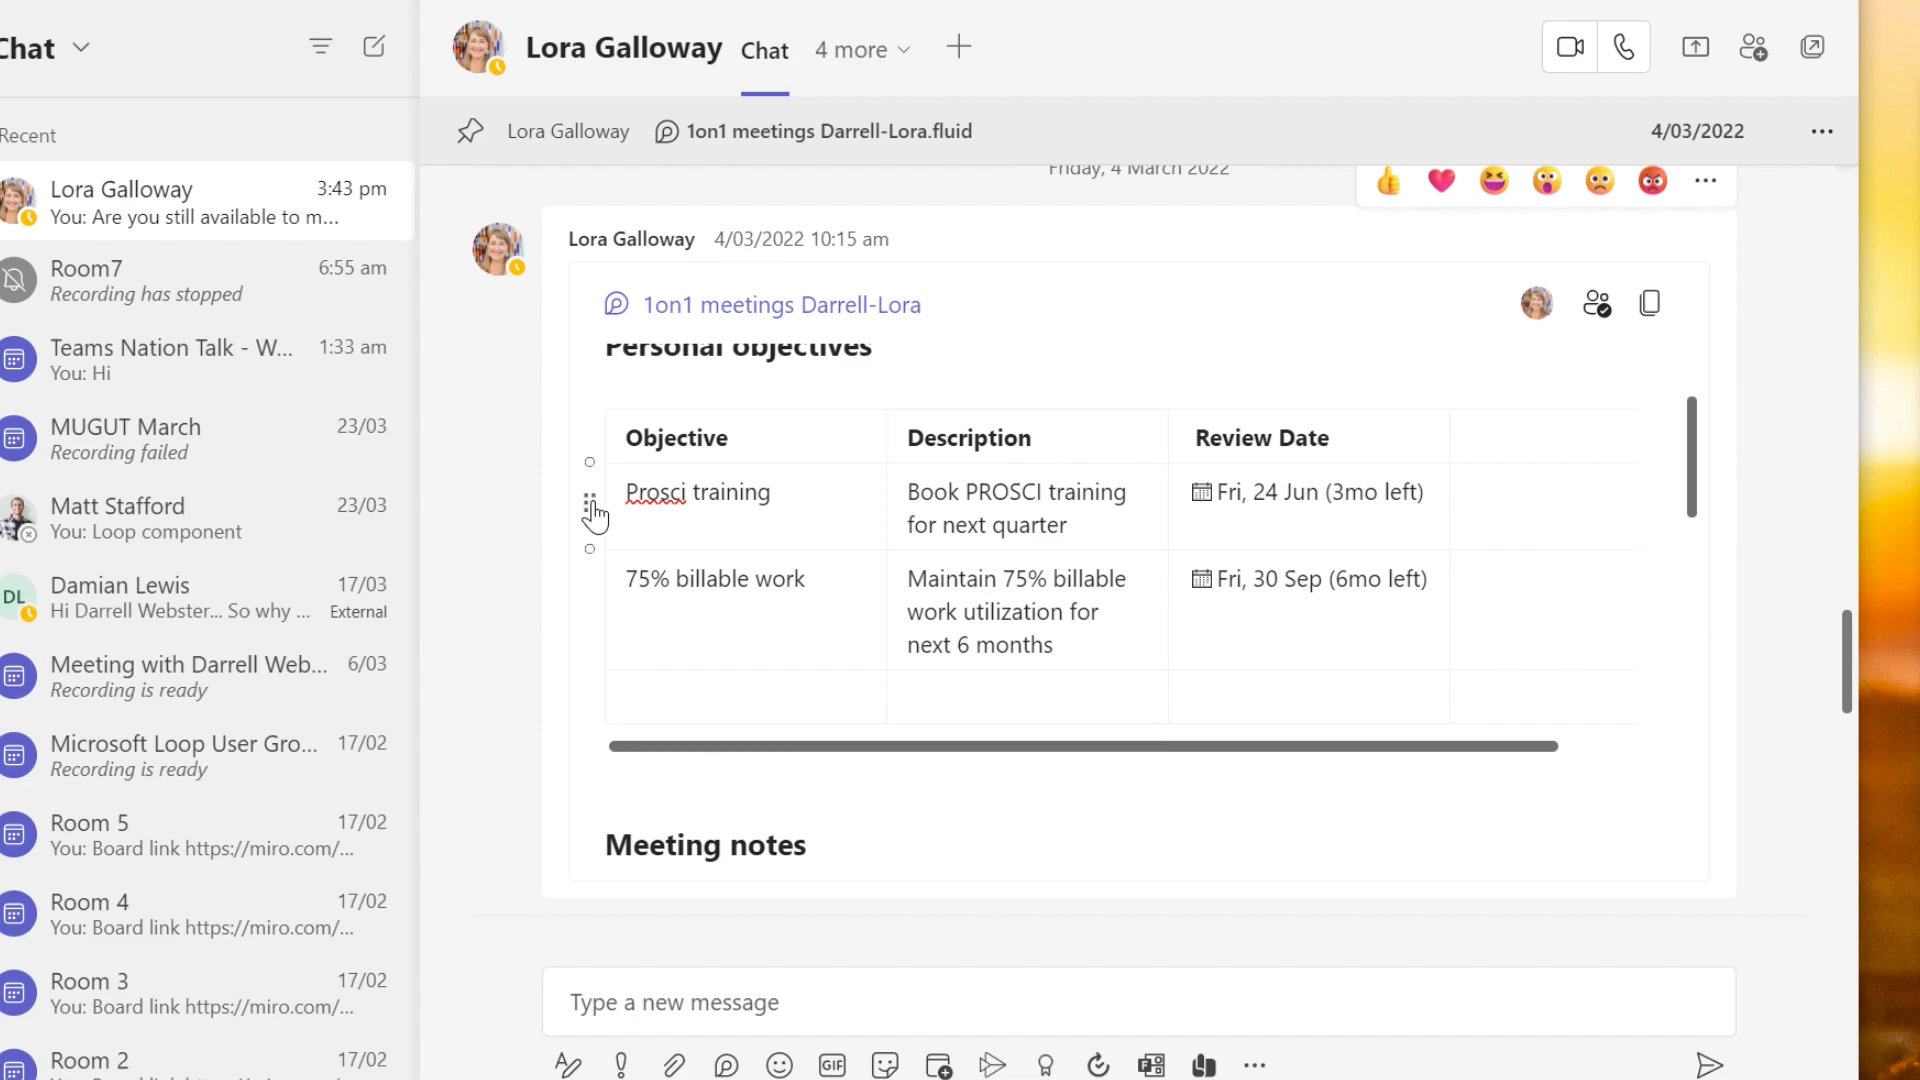 Chat
Recent
Lora Galloway 3:43 pm
You: Are you still available to m...
Room7 6:55 am
Recording has stopped
Teams Nation Talk - W... 1:33 am
You: Hi
MUGUT March 23/03
Recording failed
Matt Stafford 23/03
You: Loop component
DL
Damian Lewis 17/03
Hi Darrell Webster... So why ... External
Meeting with Darrell Web... 6/03
Recording is ready
Microsoft Loop User Gro... 17/02
Recording is ready
Room 5 17/02
You: Board link https://miro.com/...
Room 4 17/02
You: Board link https://miro.com/...
Room 3 17/02
You: Board link https://miro.com/...
Room 2 17/02
Lora Galloway Chat 4 more
Lora Galloway 1on1 meetings Darrell-Lora.fluid 4/03/2022 ...
Friday, 4 March 2022
Lora Galloway 4/03/2022 10:15 am
1on1 meetings Darrell-Lora
Personal objectives
Objective Description Review Date
Prosci training Book PROSCI training Fri, 24 Jun (3mo left)
for next quarter
75% billable work Maintain 75% billable Fri, 30 Sep (6mo left)
work utilization for
next 6 months
Meeting notes
Type a new message
GIF